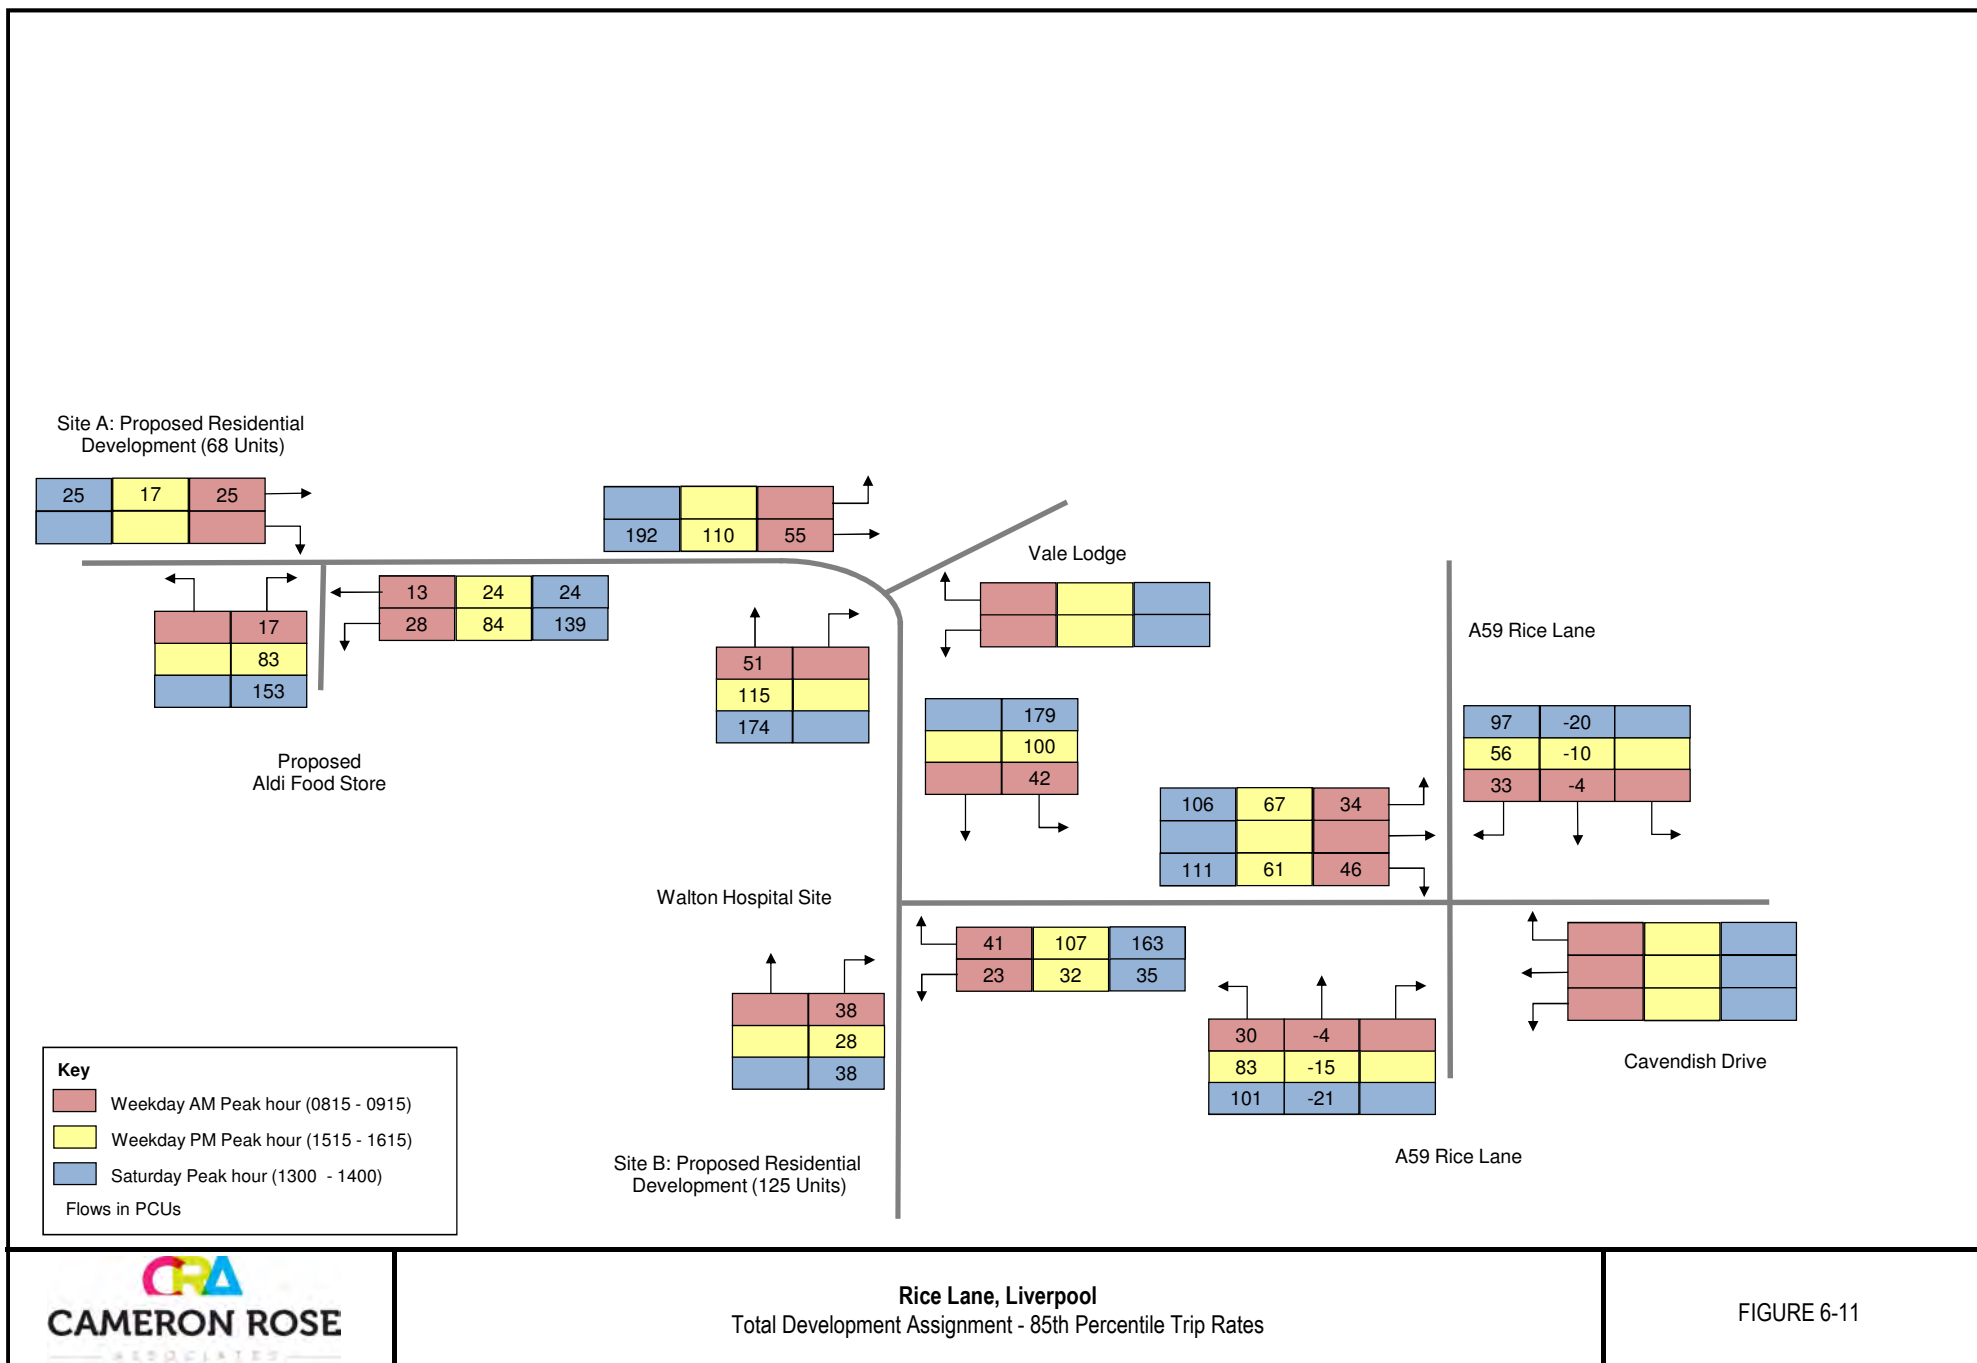 Site A: Proposed Residential
Development (68 Units)
25 17 25
192 110 55
Vale Lodge
13 24 24
28 84 139
17
83
153
A59 Rice Lane
51
115
174
179
100
42
97 -20
56 -10
33 -4
Proposed
Aldi Food Store
106 67 34
111 61 46
Walton Hospital Site
41 107 163
23 32 35
38
28
38
30 -4
83 -15
101 -21
Cavendish Drive
A59 Rice Lane
Site B: Proposed Residential
Development (125 Units)
Key
Weekday AM Peak hour (0815 - 0915)
Weekday PM Peak hour (1515 - 1615)
Saturday Peak hour (1300 - 1400)
Flows in PCUs
CRA
CAMERON ROSE
ASSOCIATES
Rice Lane, Liverpool
Total Development Assignment - 85th Percentile Trip Rates
FIGURE 6-11